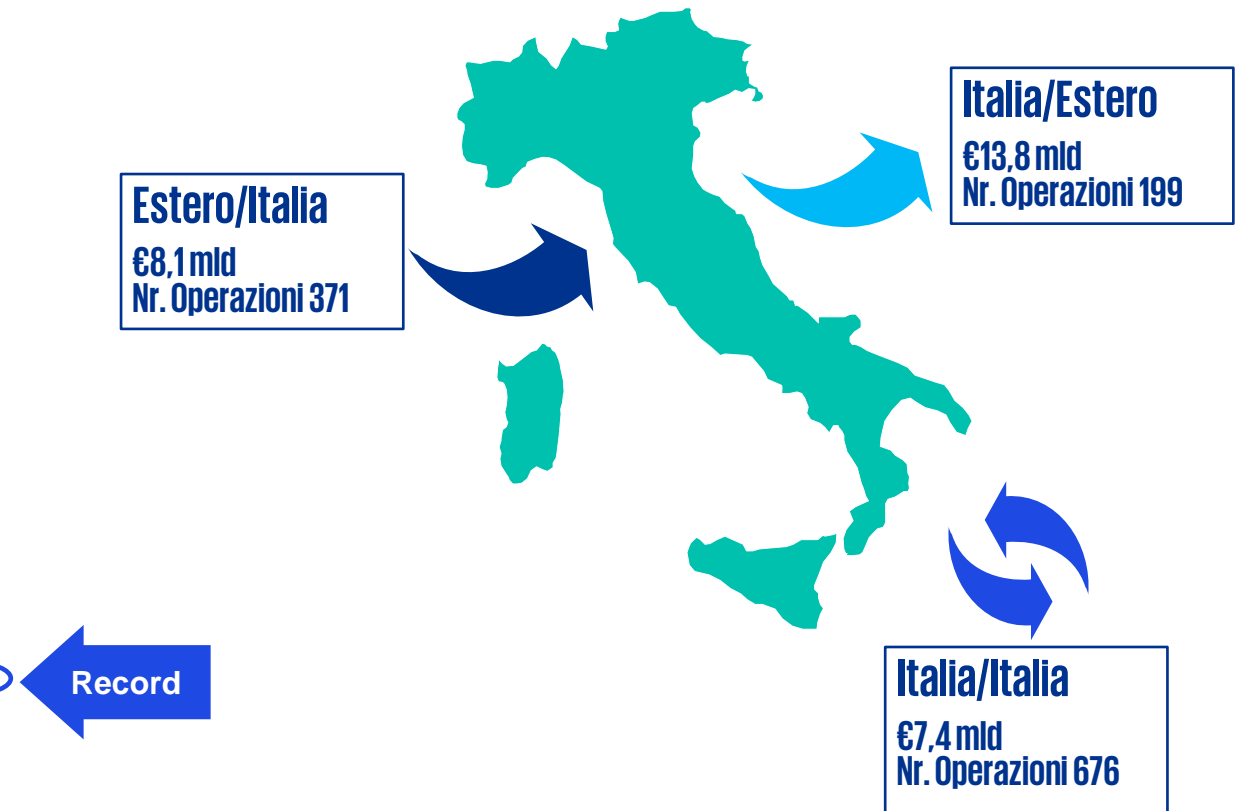 Italia/Estero
€13,8 mld
Nr. Operazioni 199
Estero/Italia
€8,1 mld
Nr. Operazioni 371
Record
Italia/Italia
€7,4 mld
Nr. Operazioni 676